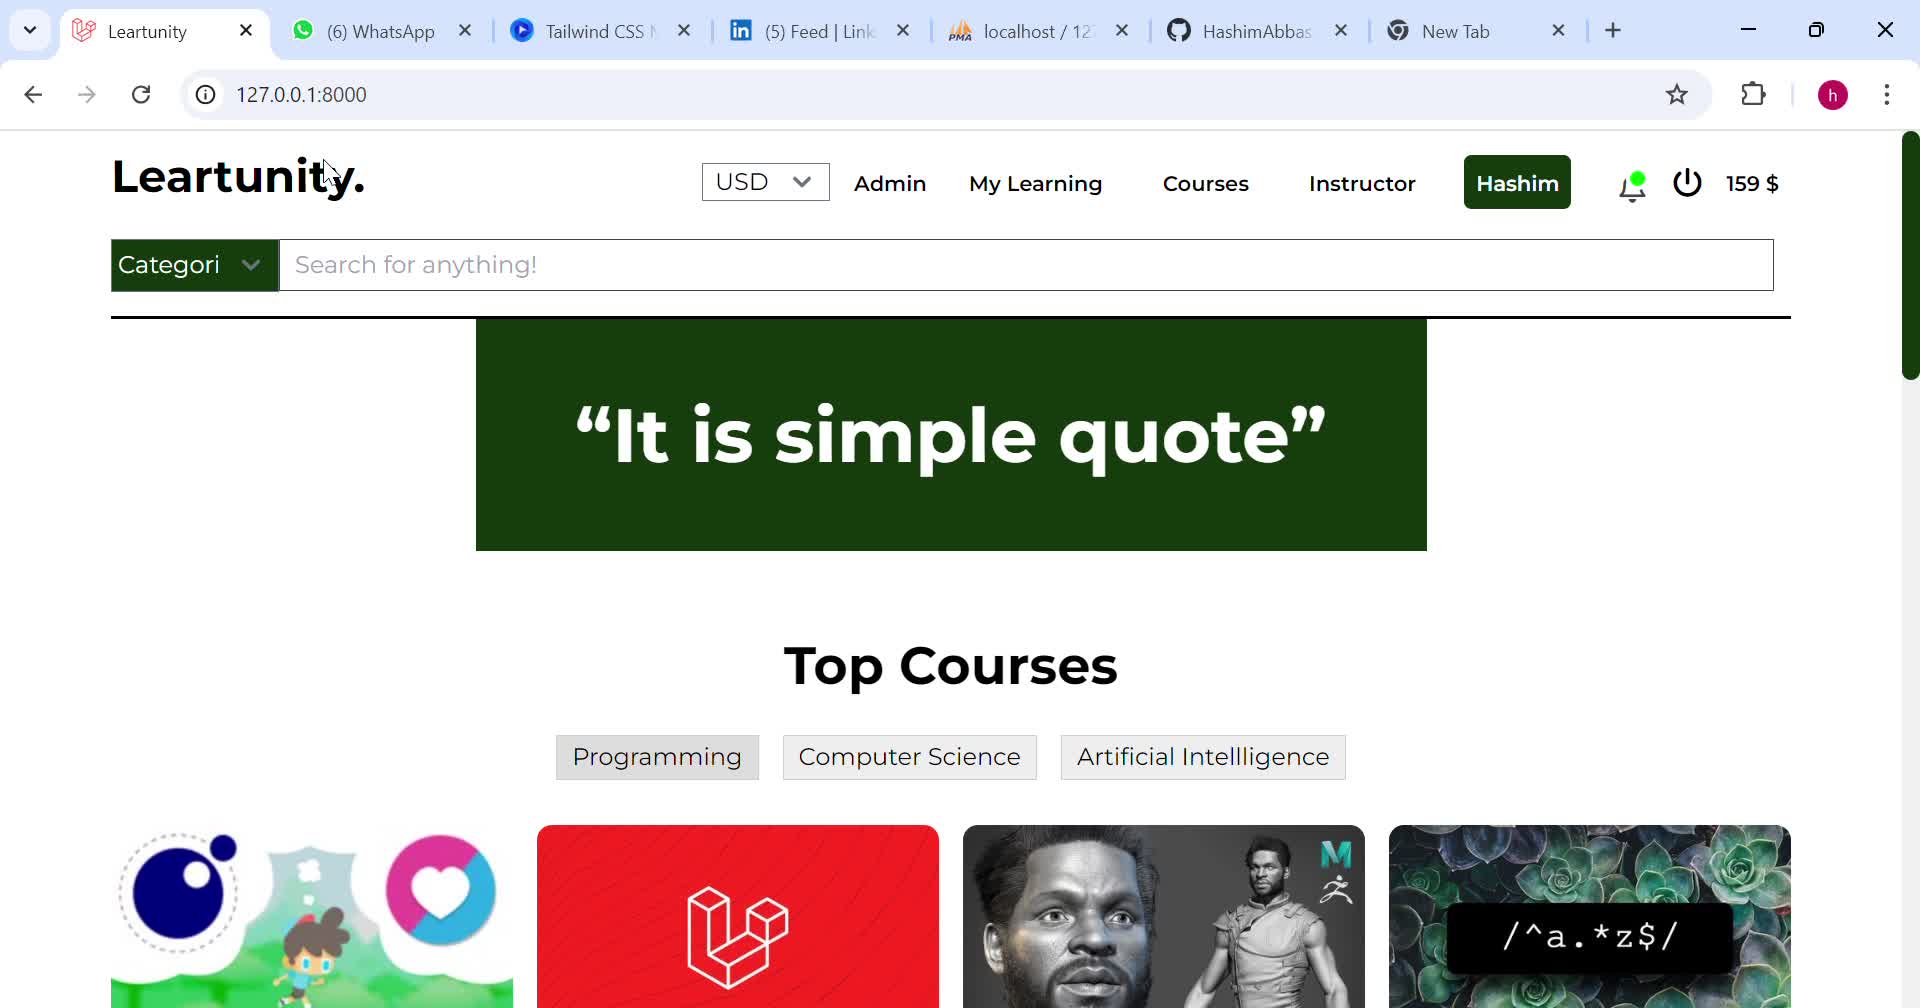 Leartunity
(6) WhatsApp
Tailwind CSS
(5) Feed | Link
localhost / 127
HashimAbbas
New Tab
127.0.0.1:8000
h
Leartunity.
USD
Admin
My Learning
Courses
Instructor
Hashim
159 $
Categori
Search for anything!
“It is simple quote”
Top Courses
Programming
Computer Science
Artificial Intellligence
M
/^a.*z$/